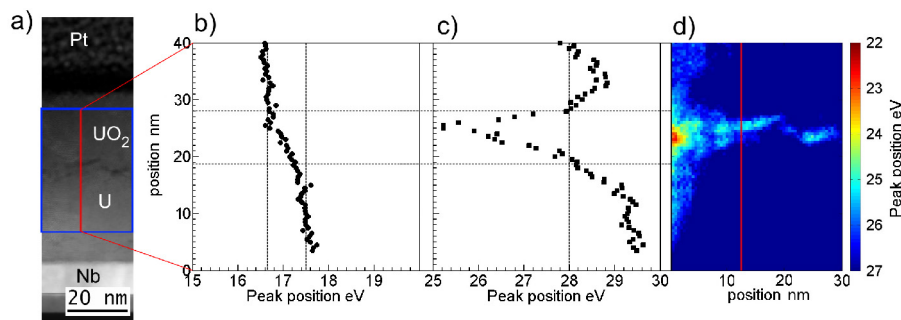 a)
Pt
UO2
U
Nb
20 nm
b)
position nm
40
30
20
10
0
15 16 17 18 19
Peak position eV
c)
25 26 27 28 29 30
Peak position eV
d)
0 10 20 30
position nm
22
23
24
25
26
27
Peak position eV